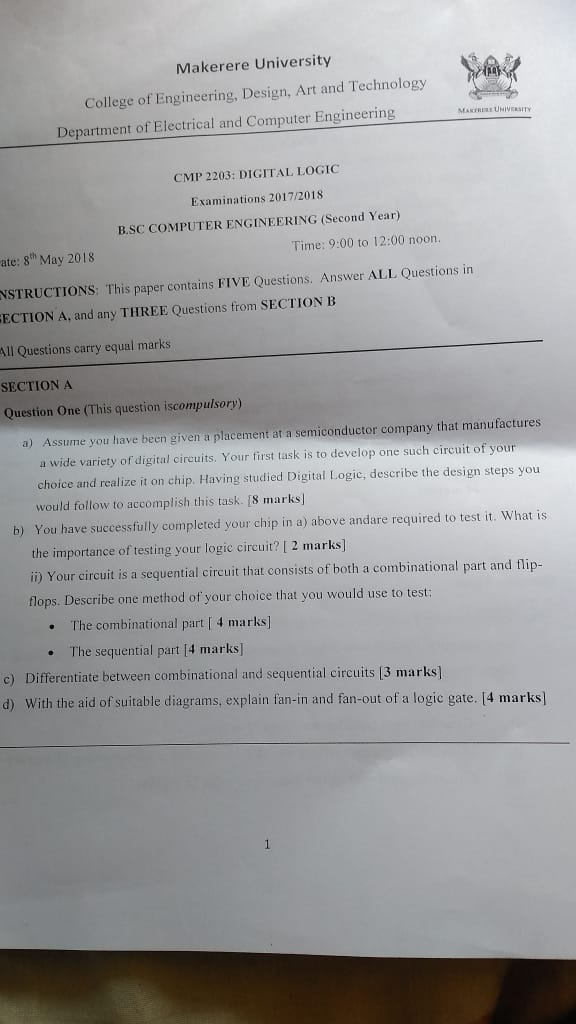 Makerere University
College of Engineering, Design, Art and Technology
Department of Electrical and Computer Engineering
MAKERERE UNIVERSITY
CMP 2203: DIGITAL LOGIC
Examinations 2017/2018
B.SC COMPUTER ENGINEERING (Second Year)
ate: 8th May 2018 Time: 9:00 to 12:00 noon.
NSTRUCTIONS: This paper contains FIVE Questions. Answer ALL Questions in
SECTION A, and any THREE Questions from SECTION B
All Questions carry equal marks
SECTION A
Question One (This question iscompulsory)
a) Assume you have been given a placement at a semiconductor company that manufactures
a wide variety of digital circuits. Your first task is to develop one such circuit of your
choice and realize it on chip. Having studied Digital Logic, describe the design steps you
would follow to accomplish this task. [8 marks]
b) You have successfully completed your chip in a) above andare required to test it. What is
the importance of testing your logic circuit? [ 2 marks]
ii) Your circuit is a sequential circuit that consists of both a combinational part and flip-
flops. Describe one method of your choice that you would use to test:
• The combinational part [ 4 marks]
• The sequential part [4 marks]
c) Differentiate between combinational and sequential circuits [3 marks]
d) With the aid of suitable diagrams, explain fan-in and fan-out of a logic gate. [4 marks]
1